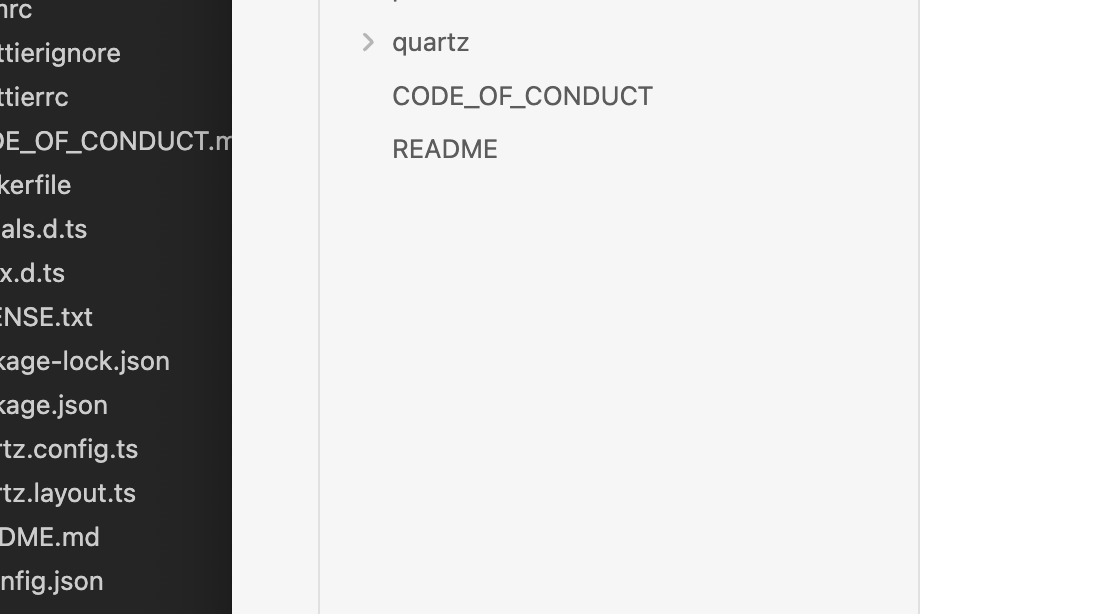 nrc
ttierignore
ttierrc
DE_OF_CONDUCT.m
kerfile
als.d.ts
x.d.ts
ENSE.txt
kage-lock.json
kage.json
rtz.config.ts
rtz.layout.ts
DME.md
nfig.json
quartz
CODE_OF_CONDUCT
README